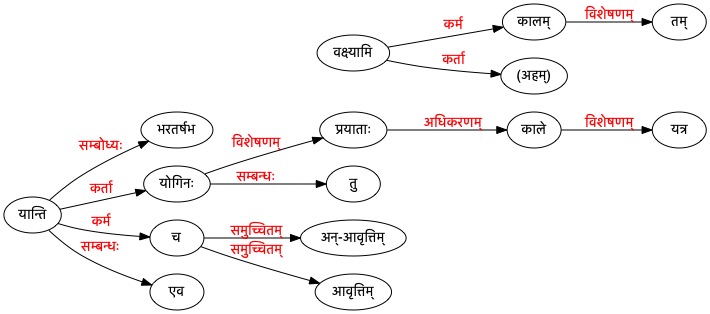 कर्म
कालम्
विशेषणम्
तम्
वक्ष्यामि
कर्ता
(अहम्)
सम्बोध्यः
भरतर्षभ
विशेषणम्
प्रयाताः
अधिकरणम्
काले
विशेषणम्
यत्र
कर्ता
योगिनः
सम्बन्धः
तु
यान्ति
कर्म
च
समुच्चितम्
अन्-आवृत्तिम्
समुच्चितम्
सम्बन्धः
एव
आवृत्तिम्